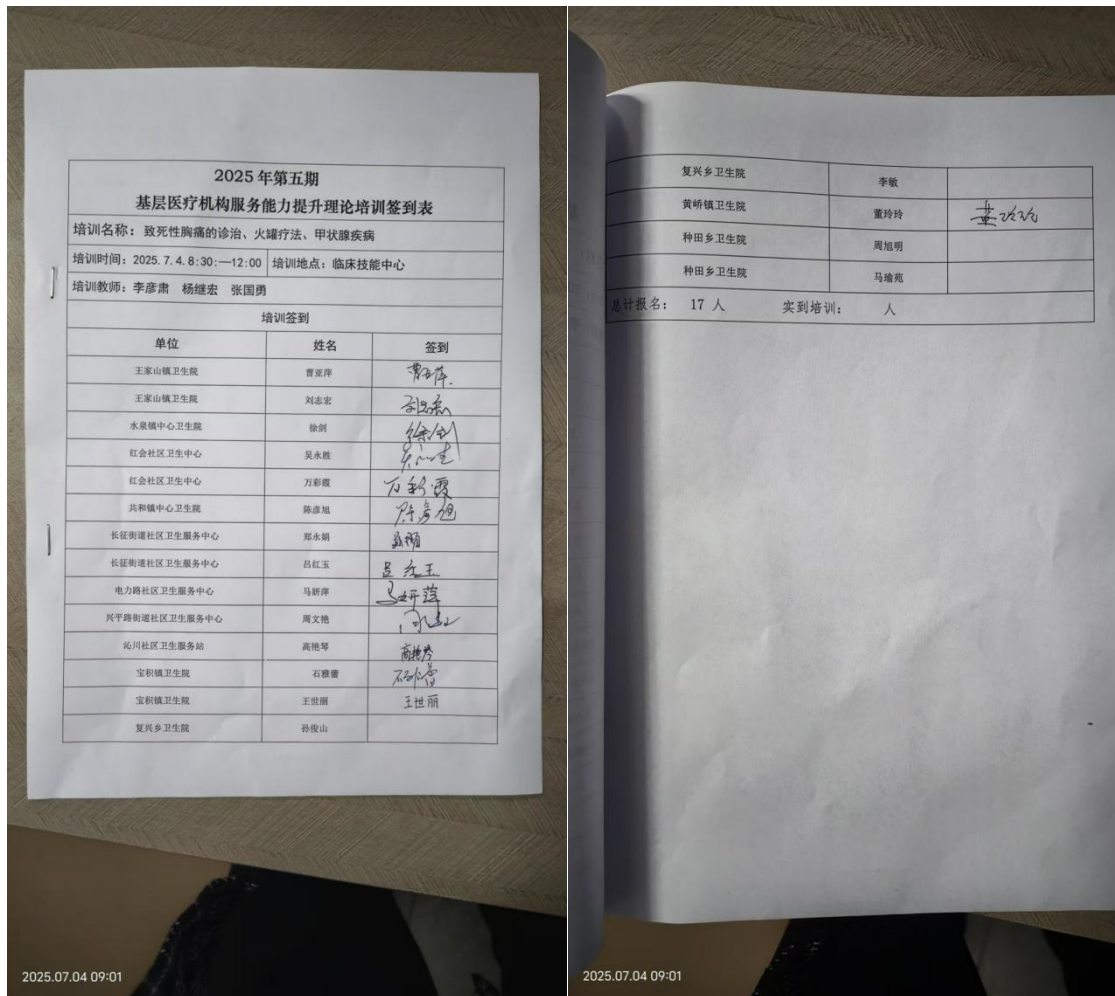 2025年第五期
基层医疗机构服务能力提升理论培训签到表
培训名称：致死性胸痛的诊治、火罐疗法、甲状腺疾病
培训时间：2025.7.4.8:30:—12:00 培训地点：临床技能中心
培训教师：李彦肃 杨继宏 张国勇
培训签到
单位 姓名 签到
王家山镇卫生院 曹亚萍 曹亚萍
王家山镇卫生院 刘志宏 刘志宏
水泉镇中心卫生院 徐剑 徐剑
红会社区卫生中心 吴永胜
红会社区卫生中心 万彩霞 万彩霞
共和镇中心卫生院 陈彦旭 陈彦旭
长征街道社区卫生服务中心 郑永娟
长征街道社区卫生服务中心 吕红玉 吕红玉
电力路社区卫生服务中心 马妍萍 马妍萍
兴平路街道社区卫生服务中心 周文艳
沁川社区卫生服务站 高艳琴 高艳琴
宝积镇卫生院 石雅蕾
宝积镇卫生院 王世丽 王世丽
复兴乡卫生院 孙俊山
2025.07.04 09:01
复兴乡卫生院 李敏
黄峤镇卫生院 董玲玲 董玲玲
种田乡卫生院 周旭明
种田乡卫生院 马瑜苑
总计报名： 17 人 实到培训： 人
2025.07.04 09:01